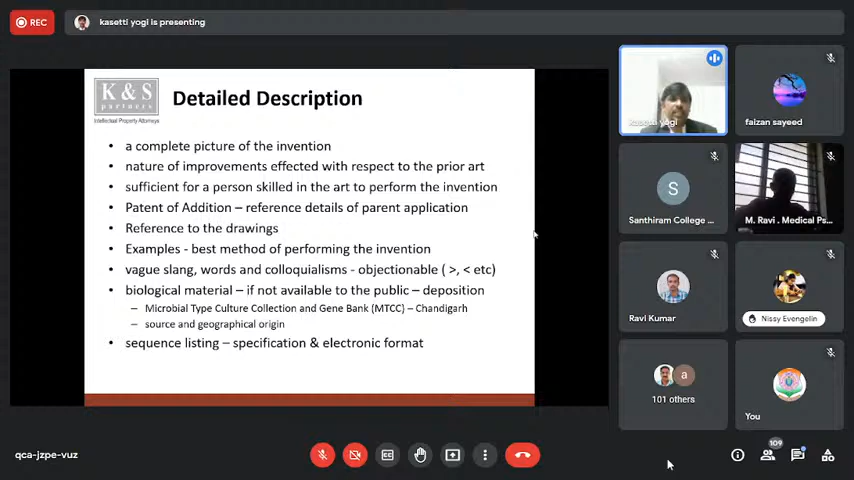 REC
kasetti yogi is presenting
K & S
partners
Intellectual Property Attorneys
Detailed Description
• a complete picture of the invention
• nature of improvements effected with respect to the prior art
• sufficient for a person skilled in the art to perform the invention
• Patent of Addition – reference details of parent application
• Reference to the drawings
• Examples - best method of performing the invention
• vague slang, words and colloquialisms - objectionable ( >, < etc)
• biological material – if not available to the public – deposition
– Microbial Type Culture Collection and Gene Bank (MTCC) – Chandigarh
– source and geographical origin
• sequence listing – specification & electronic format
kasetti yogi
faizan sayeed
S
Santhiram College ...
M. Ravi . Medical Ps...
Ravi Kumar
Nissy Evengelin
a
101 others
You
qca-jzpe-vuz
CC
109